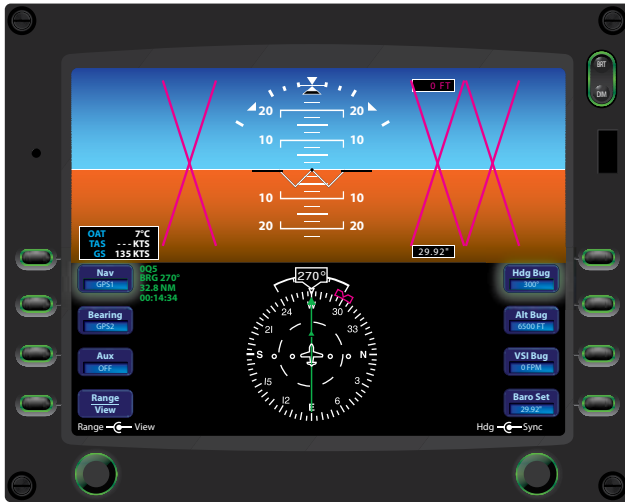 BRT
DIM
0 FT
20 20
10 10
10 10
20 20
OAT 7°C
TAS - - - KTS
GS 135 KTS
29.92"
Nav
GPS1
0Q5
BRG 270°
32.8 NM
00:14:34
270°
Hdg Bug
300°
Bearing
GPS2
Alt Bug
6500 FT
24 W 30
21 33
S N
15 3
12 E 6
Aux
OFF
VSI Bug
0 FPM
Range
View
Baro Set
29.92"
Range View
Hdg Sync